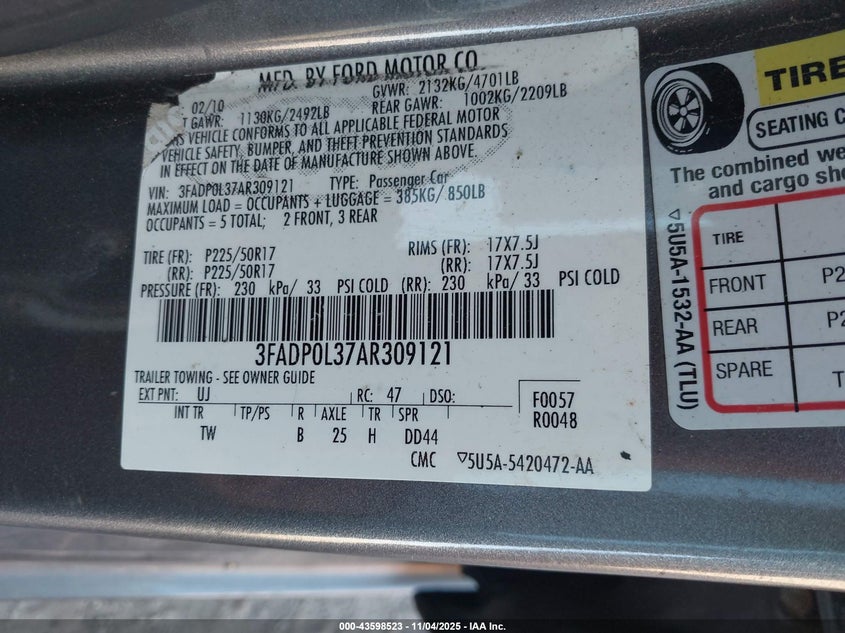 MFD. BY FORD MOTOR CO.
02/10
GVWR: 2132KG/4701LB
T GAWR: 1130KG/2492LB
REAR GAWR: 1002KG/2209LB
VEHICLE CONFORMS TO ALL APPLICABLE FEDERAL MOTOR
VEHICLE SAFETY, BUMPER, AND THEFT PREVENTION STANDARDS
IN EFFECT ON THE DATE OF MANUFACTURE SHOWN ABOVE.
VIN: 3FADP0L37AR309121 TYPE: Passenger Car
MAXIMUM LOAD = OCCUPANTS + LUGGAGE = 385KG/ 850LB
OCCUPANTS = 5 TOTAL; 2 FRONT, 3 REAR
TIRE (FR): P225/50R17 RIMS (FR): 17X7.5J
(RR): P225/50R17 (RR): 17X7.5J
PRESSURE (FR): 230 kPa/ 33 PSI COLD (RR): 230 kPa/ 33 PSI COLD
3FADP0L37AR309121
TRAILER TOWING - SEE OWNER GUIDE
EXT PNT: UJ RC: 47 DSO:
F0057
R0048
INT TR TP/PS R AXLE TR SPR
TW B 25 H DD44
CMC ▽5U5A-5420472-AA
TIRE
SEATING C
The combined we
and cargo sho
TIRE
FRONT P2
REAR P2
SPARE T
▽5U5A-1532-AA (TLU)
000-43598523 — 11/04/2025 — IAA Inc.